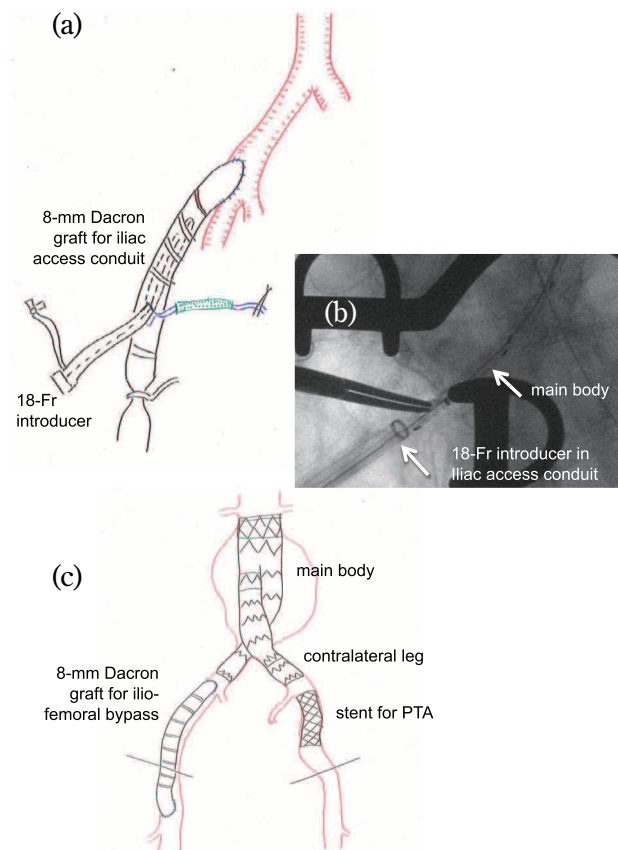 (a)
8-mm Dacron
graft for iliac
access conduit
18-Fr
introducer
(b)
main body
18-Fr introducer in
Iliac access conduit
(c)
main body
contralateral leg
8-mm Dacron
graft for ilio-
femoral bypass
stent for PTA